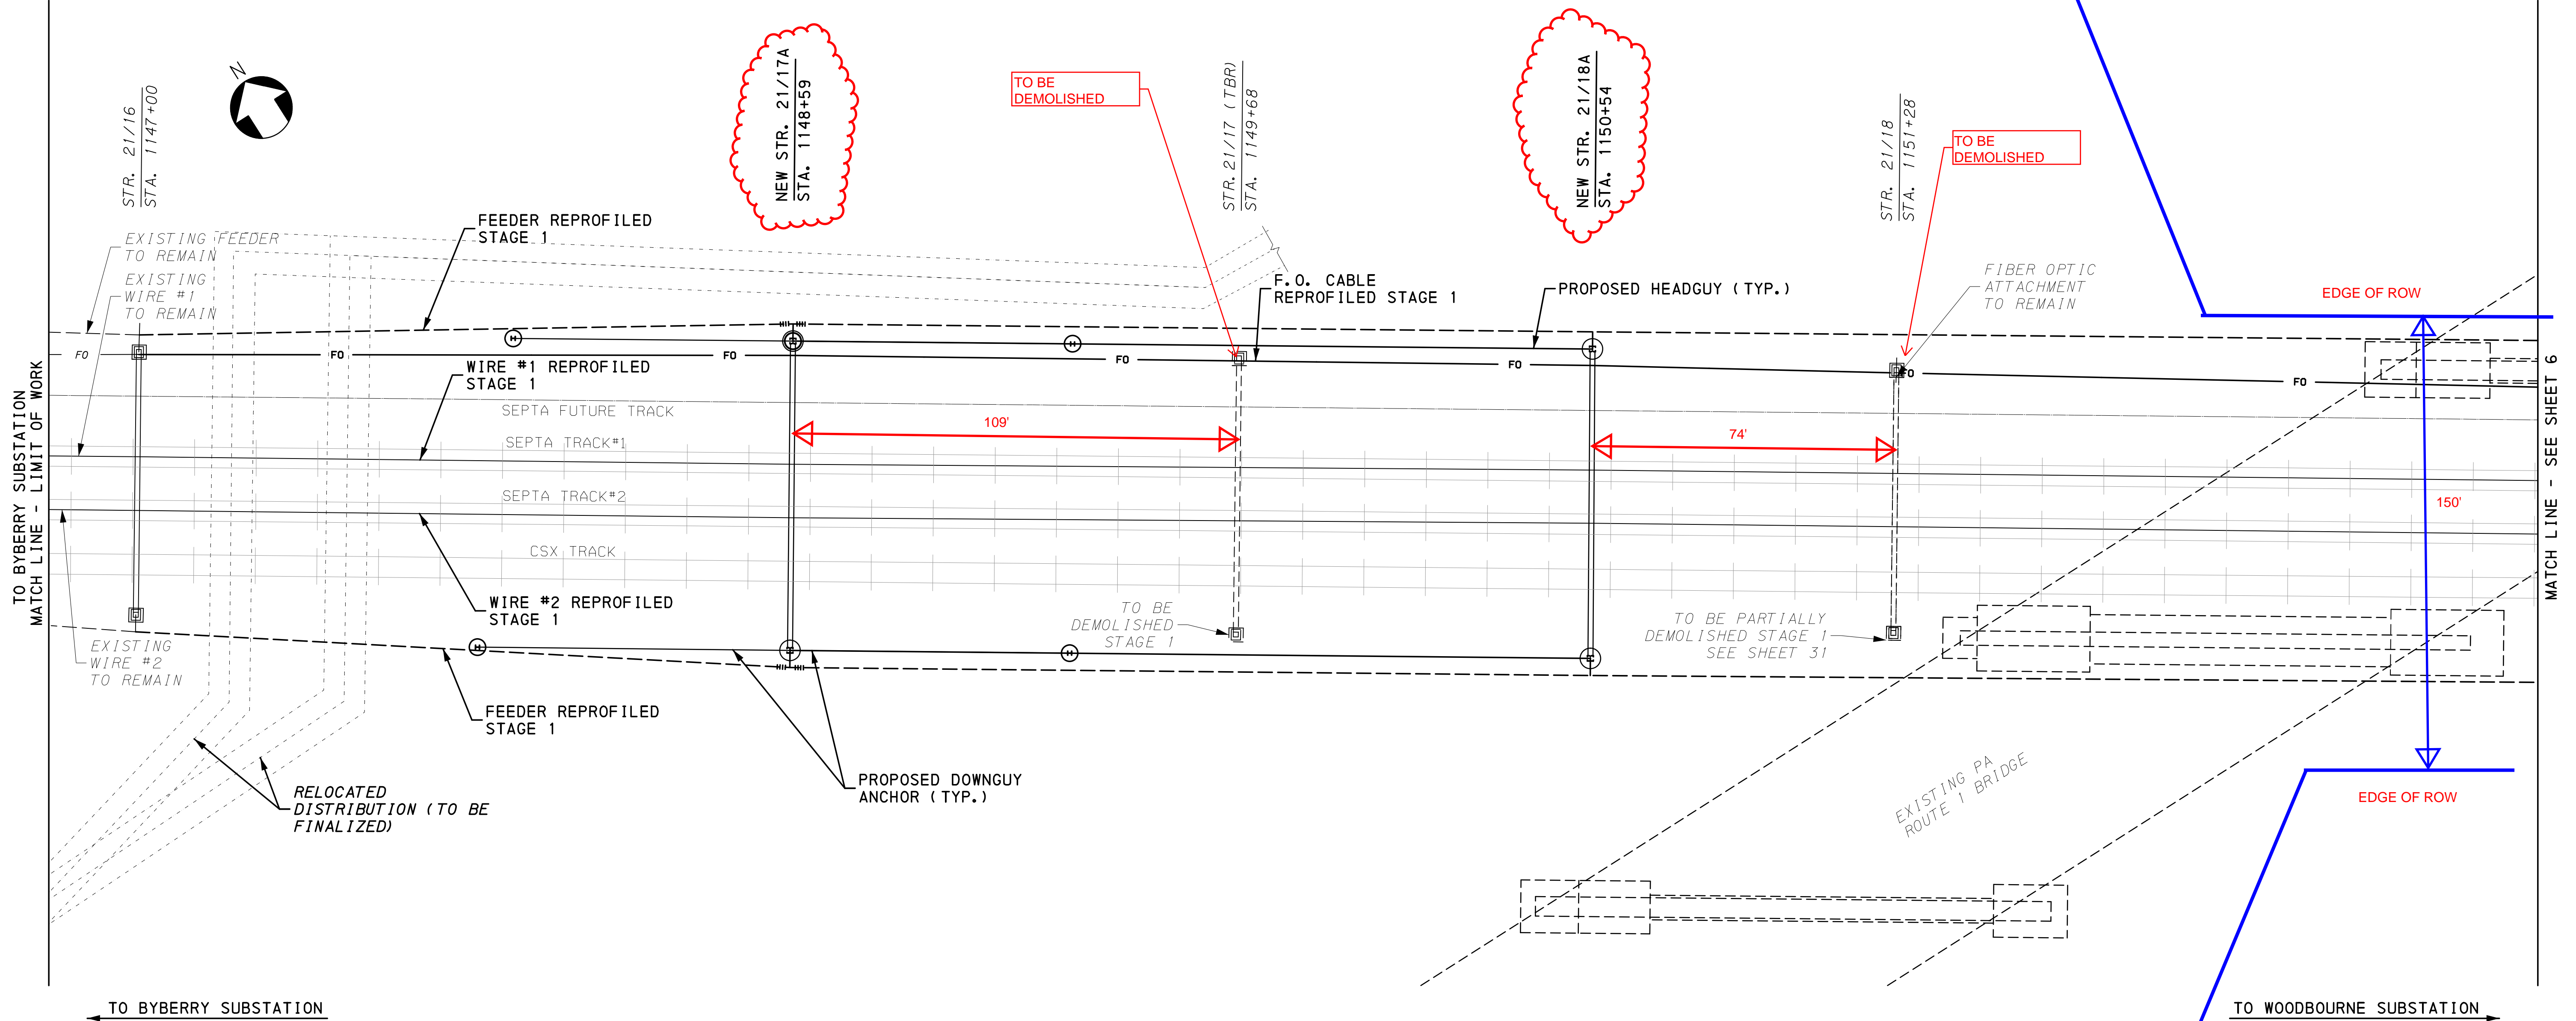 N
STR. 21/16
STA. 1147+00
NEW STR. 21/17A
STA. 1148+59
TO BE
DEMOLISHED
STR. 21/17 (TBR)
STA. 1149+68
NEW STR. 21/18A
STA. 1150+54
STR. 21/18
STA. 1151+28
TO BE
DEMOLISHED
FEEDER REPROFILED
STAGE 1
EXISTING FEEDER
TO REMAIN
EXISTING
WIRE #1
TO REMAIN
F.O. CABLE
REPROFILED STAGE 1
PROPOSED HEADGUY (TYP.)
FIBER OPTIC
ATTACHMENT
TO REMAIN
EDGE OF ROW
FO
FO
FO
FO
FO
FO
FO
WIRE #1 REPROFILED
STAGE 1
SEPTA FUTURE TRACK
SEPTA TRACK#1
109'
74'
SEPTA TRACK#2
150'
CSX TRACK
TO BYBERRY SUBSTATION
MATCH LINE - LIMIT OF WORK
MATCH LINE - SEE SHEET 6
WIRE #2 REPROFILED
STAGE 1
TO BE
DEMOLISHED
STAGE 1
TO BE PARTIALLY
DEMOLISHED STAGE 1
SEE SHEET 31
EXISTING
WIRE #2
TO REMAIN
FEEDER REPROFILED
STAGE 1
PROPOSED DOWNGUY
ANCHOR (TYP.)
RELOCATED
DISTRIBUTION (TO BE
FINALIZED)
EXISTING PA
ROUTE 1 BRIDGE
EDGE OF ROW
TO BYBERRY SUBSTATION
TO WOODBOURNE SUBSTATION